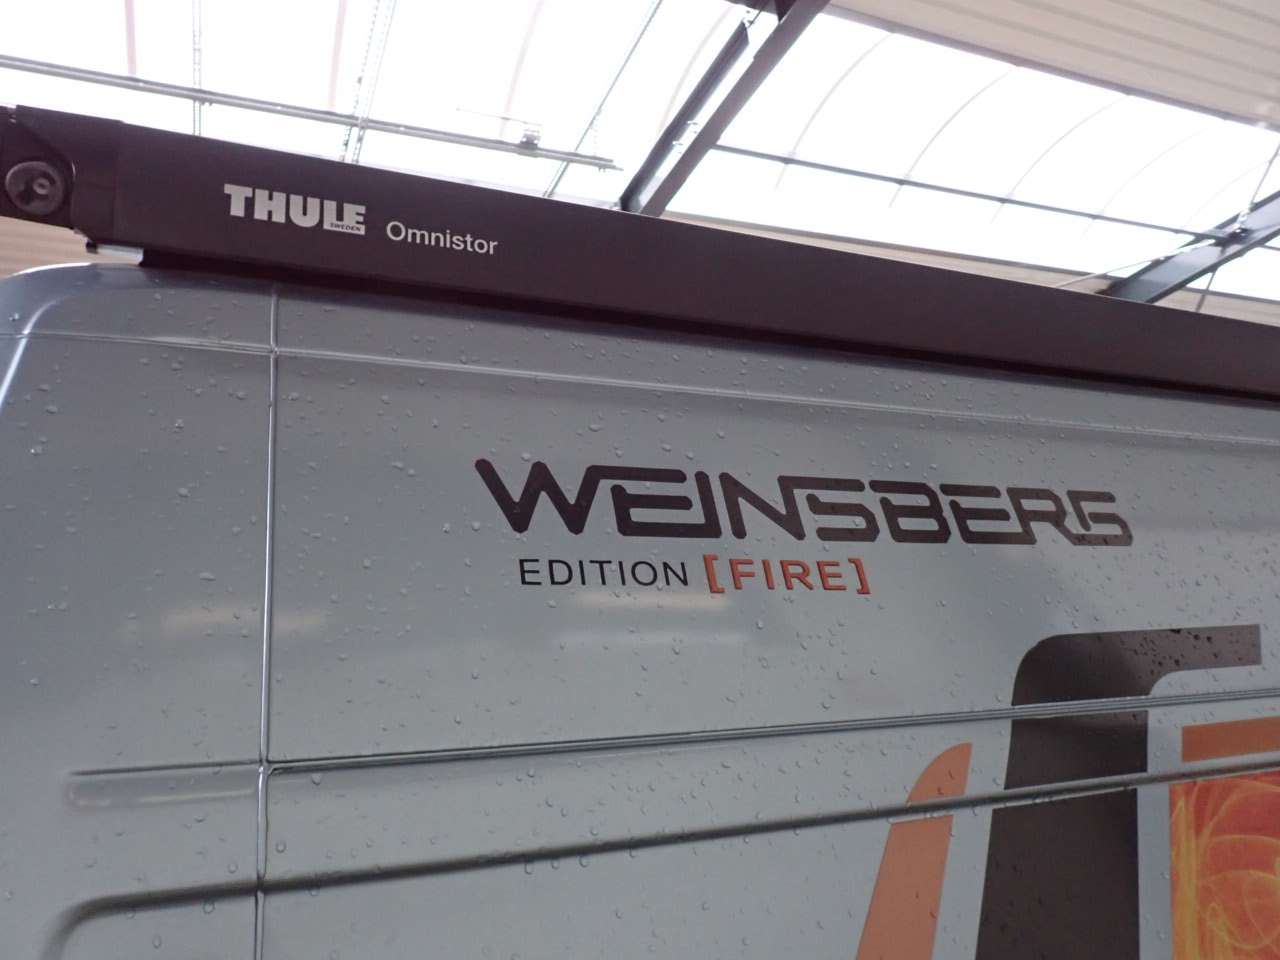 THULE
SWEDEN
Omnistor
WEINSBERG
EDITION [FIRE]